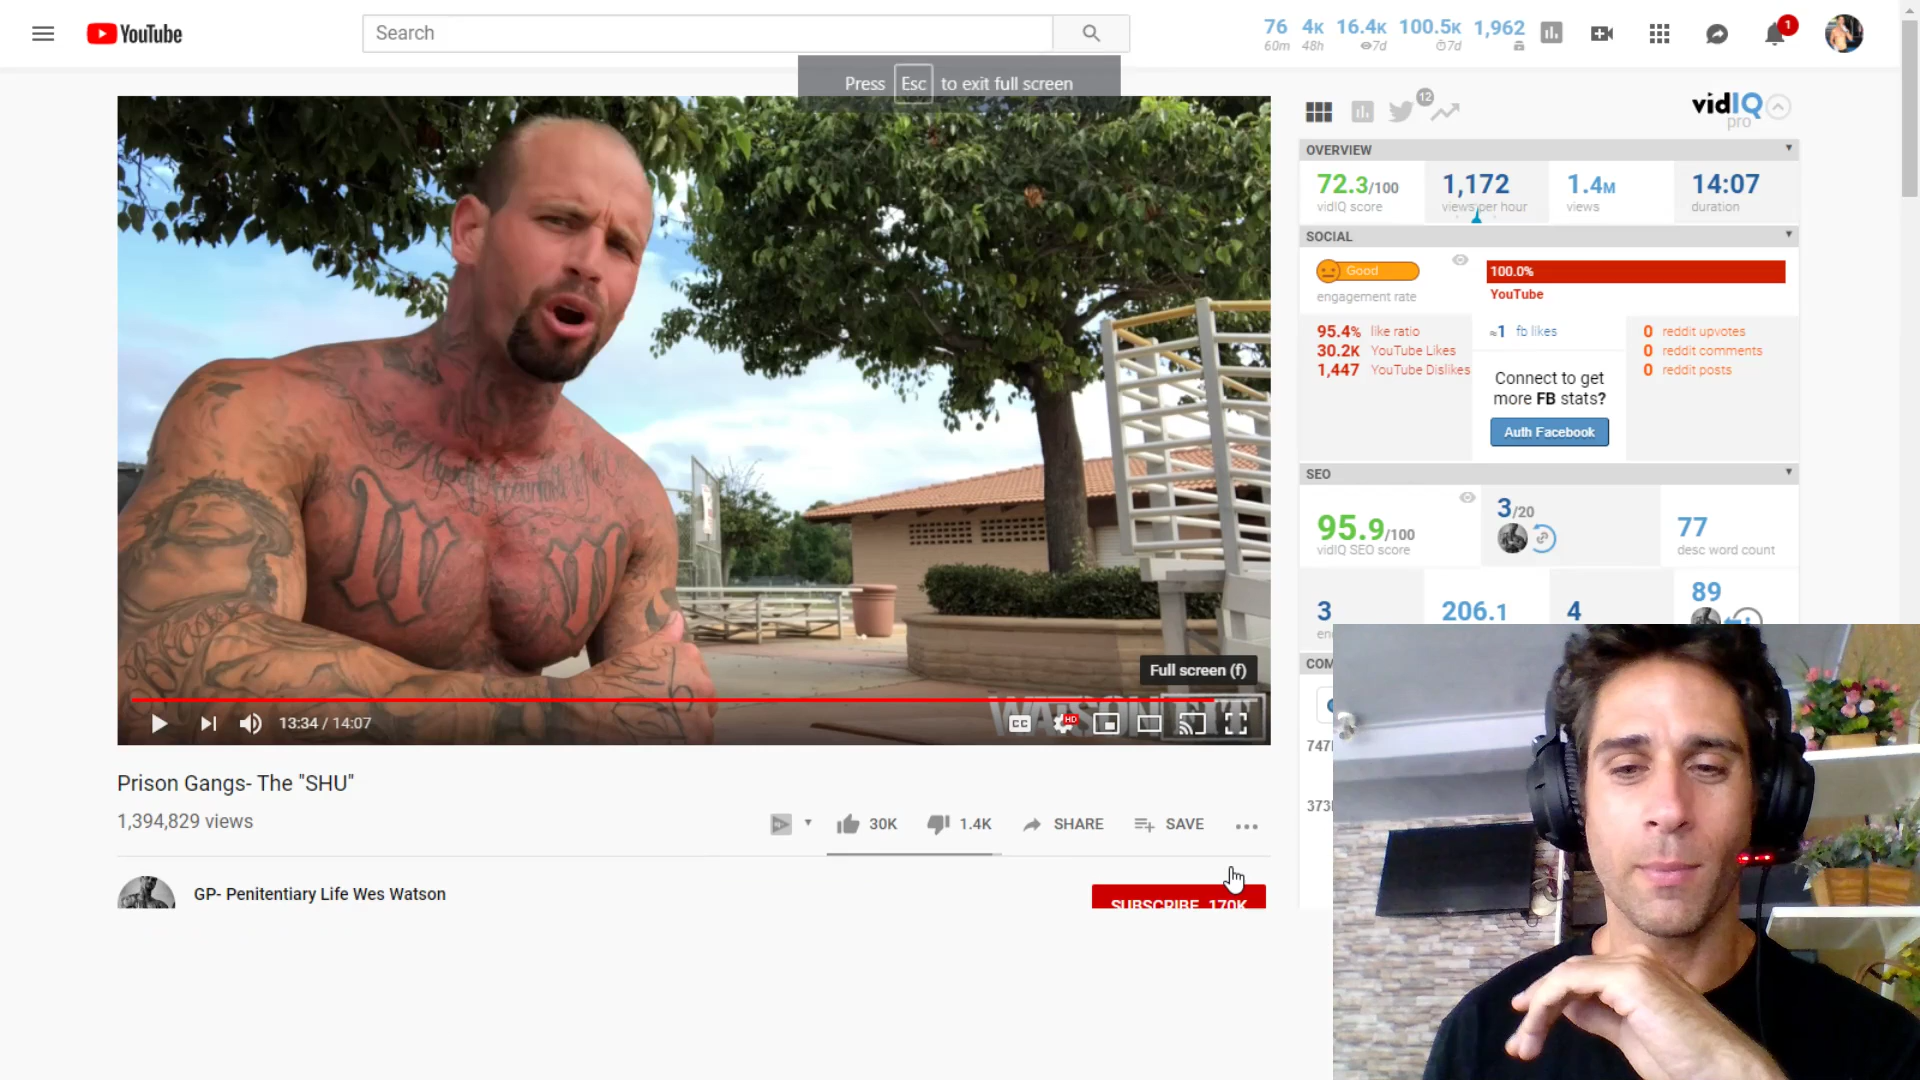 YouTube
Search
76 4K 16.4K 100.5K 1,962
60m 48h 7d 7d
1
Press Esc to exit full screen
12
vidIQ
pro
OVERVIEW
72.3/100 1,172 1.4M 14:07
vidIQ score views per hour views duration
SOCIAL
Good
engagement rate
100.0%
YouTube
95.4% like ratio
30.2K YouTube Likes
1,447 YouTube Dislikes
≈1 fb likes
Connect to get
more FB stats?
Auth Facebook
0 reddit upvotes
0 reddit comments
0 reddit posts
SEO
95.9/100
vidIQ SEO score
3/20
77
desc word count
3 206.1 4 89
Full screen (f)
13:34 / 14:07
CC HD
Prison Gangs- The "SHU"
1,394,829 views
30K 1.4K SHARE SAVE
GP- Penitentiary Life Wes Watson
SUBSCRIBE 170K